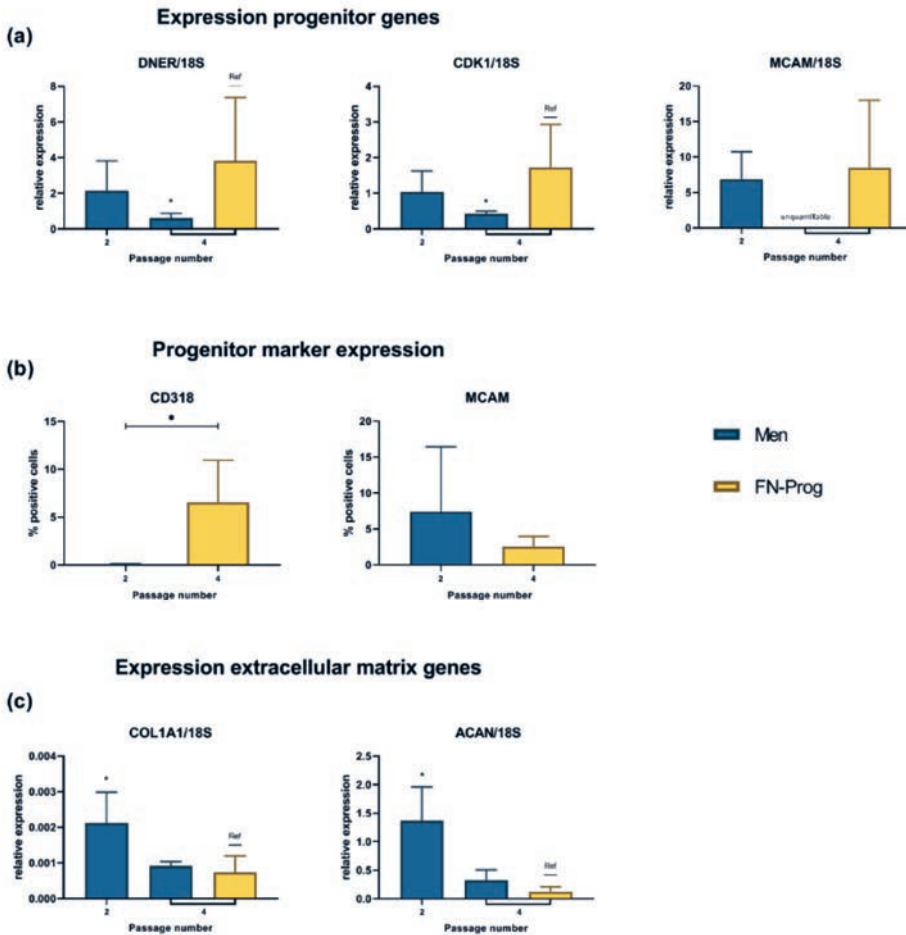 Expression progenitor genes
(a)
DNER/18S
relative expression
8
6
4
2
0
Ref
*
2
4
Passage number
CDK1/18S
relative expression
4
3
2
1
0
Ref
*
2
4
Passage number
MCAM/18S
relative expression
20
15
10
5
0
unquantifiable
2
4
Passage number
Progenitor marker expression
(b)
CD318
% positive cells
15
10
5
0
*
2
4
Passage number
MCAM
% positive cells
20
15
10
5
0
2
4
Passage number
Men
FN-Prog
Expression extracellular matrix genes
(c)
COL1A1/18S
relative expression
0.004
0.003
0.002
0.001
0.000
*
Ref
2
4
Passage number
ACAN/18S
relative expression
2.5
2.0
1.5
1.0
0.5
0.0
*
Ref
2
4
Passage number